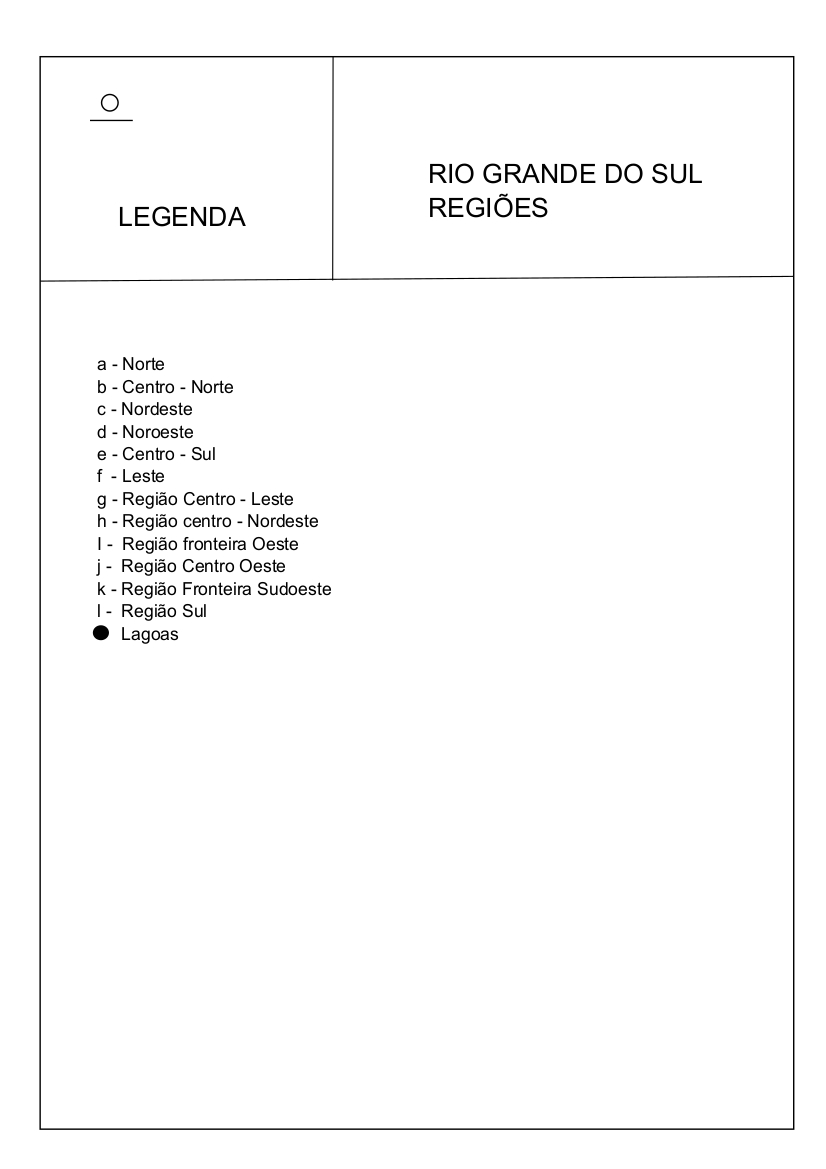 LEGENDA
RIO GRANDE DO SUL
REGIÕES
a - Norte
b - Centro - Norte
c - Nordeste
d - Noroeste
e - Centro - Sul
f - Leste
g - Região Centro - Leste
h - Região centro - Nordeste
I - Região fronteira Oeste
j - Região Centro Oeste
k - Região Fronteira Sudoeste
l - Região Sul
Lagoas